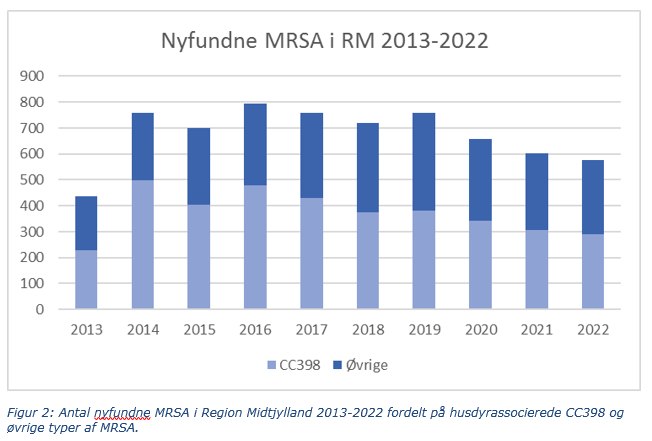 Nyfundne MRSA i RM 2013-2022
900
800
700
600
500
400
300
200
100
0
2013 2014 2015 2016 2017 2018 2019 2020 2021 2022
CC398 Øvrige
Figur 2: Antal nyfundne MRSA i Region Midtjylland 2013-2022 fordelt på husdyrassocierede CC398 og
øvrige typer af MRSA.